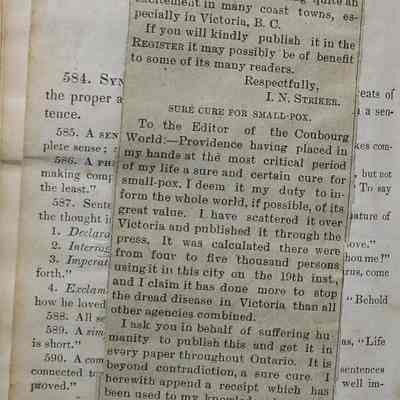 quite an
excitement in many coast towns, es-
pecially in Victoria, B. C.
If you will kindly publish it in the
REGISTER it may possibly be of benefit
to some of its many readers.
Respectfully,
I. N. STRIKER.
SURE CURE FOR SMALL-POX.
To the Editor of the Coubourg
World:—Providence having placed in
my hands at the most critical period
of my life a sure and certain cure for
small-pox. I deem it my duty to in-
form the whole world, if possible, of its
great value. I have scattered it over
Victoria and published it through the
press. It was calculated there were
from four to five thousand persons
using it in this city on the 19th inst.,
and I claim it has done more to stop
the dread disease in Victoria than all
other agencies combined.
I ask you in behalf of suffering hu-
manity to publish this and get it in
every paper throughout Ontario. It is
beyond contradiction, a sure cure. I
herewith append a receipt which has
been used to my
584. SYN
the proper a
tence.
585. A SEN
plete sense;
586. A PH
making comp
the least."
587. Sente
the thought i
1. Declara
2. Interrog
3. Imperat
forth."
4. Exclam
how he loved
588. All se
589. A sim
is short."
590. A com
connected to
proved."
eats of
a sen-
kes com-
, but not
To say
nature of
ove."
hou me?"
rus, come
"Behold
as, "Life
sentences
well im-